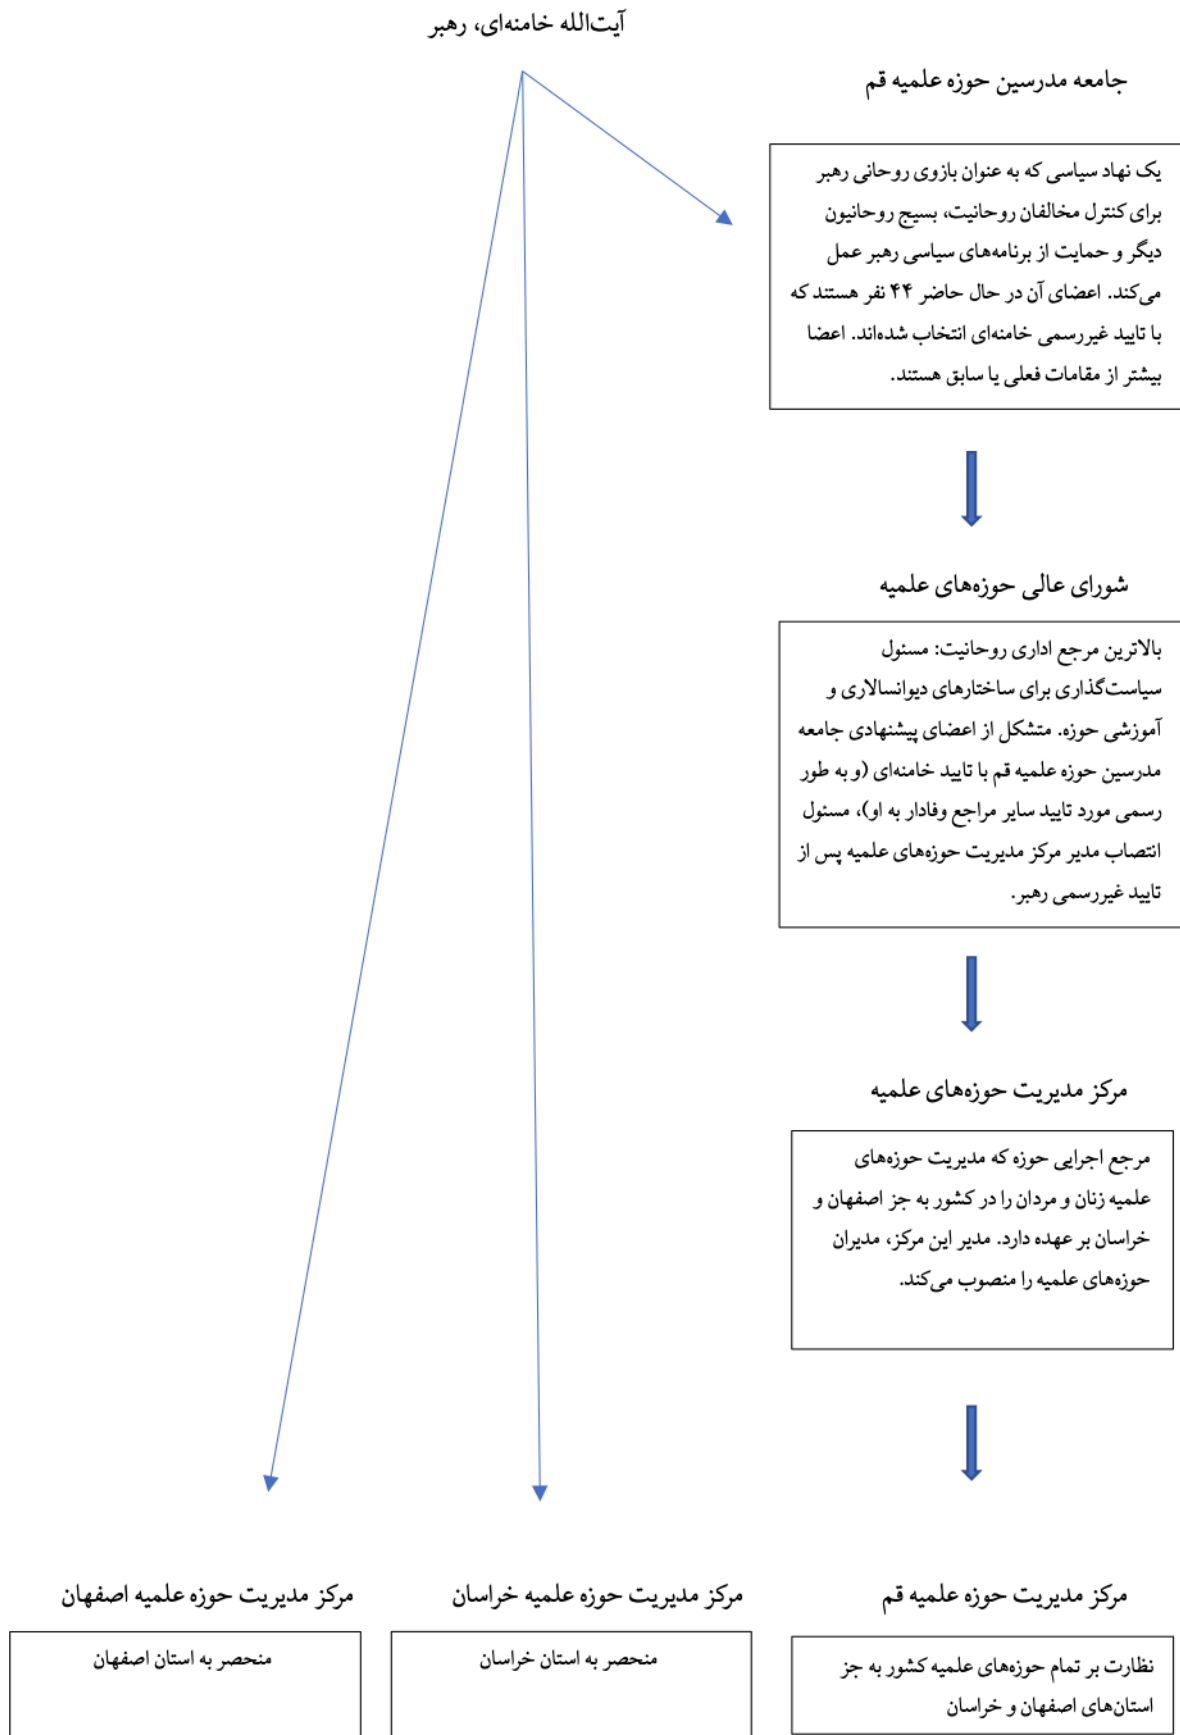 آیت‌الله خامنه‌ای، رهبر
جامعه مدرسین حوزه علمیه قم
یک نهاد سیاسی که به عنوان بازوی روحانی رهبر
برای کنترل مخالفان روحانیت، بسیج روحانیون
دیگر و حمایت از برنامه‌های سیاسی رهبر عمل
می‌کند. اعضای آن در حال حاضر ۴۴ نفر هستند که
با تایید غیررسمی خامنه‌ای انتخاب شده‌اند. اعضا
بیشتر از مقامات فعلی یا سابق هستند.
شورای عالی حوزه‌های علمیه
بالاترین مرجع اداری روحانیت: مسئول
سیاست‌گذاری برای ساختارهای دیوانسالاری و
آموزشی حوزه. متشکل از اعضای پیشنهادی جامعه
مدرسین حوزه علمیه قم با تایید خامنه‌ای (و به طور
رسمی مورد تایید سایر مراجع وفادار به او)، مسئول
انتصاب مدیر مرکز مدیریت حوزه‌های علمیه پس از
تایید غیررسمی رهبر.
مرکز مدیریت حوزه‌های علمیه
مرجع اجرایی حوزه که مدیریت حوزه‌های
علمیه زنان و مردان را در کشور به جز اصفهان و
خراسان بر عهده دارد. مدیر این مرکز، مدیران
حوزه‌های علمیه را منصوب می‌کند.
مرکز مدیریت حوزه علمیه قم
نظارت بر تمام حوزه‌های علمیه کشور به جز
استان‌های اصفهان و خراسان
مرکز مدیریت حوزه علمیه خراسان
منحصر به استان خراسان
مرکز مدیریت حوزه علمیه اصفهان
منحصر به استان اصفهان